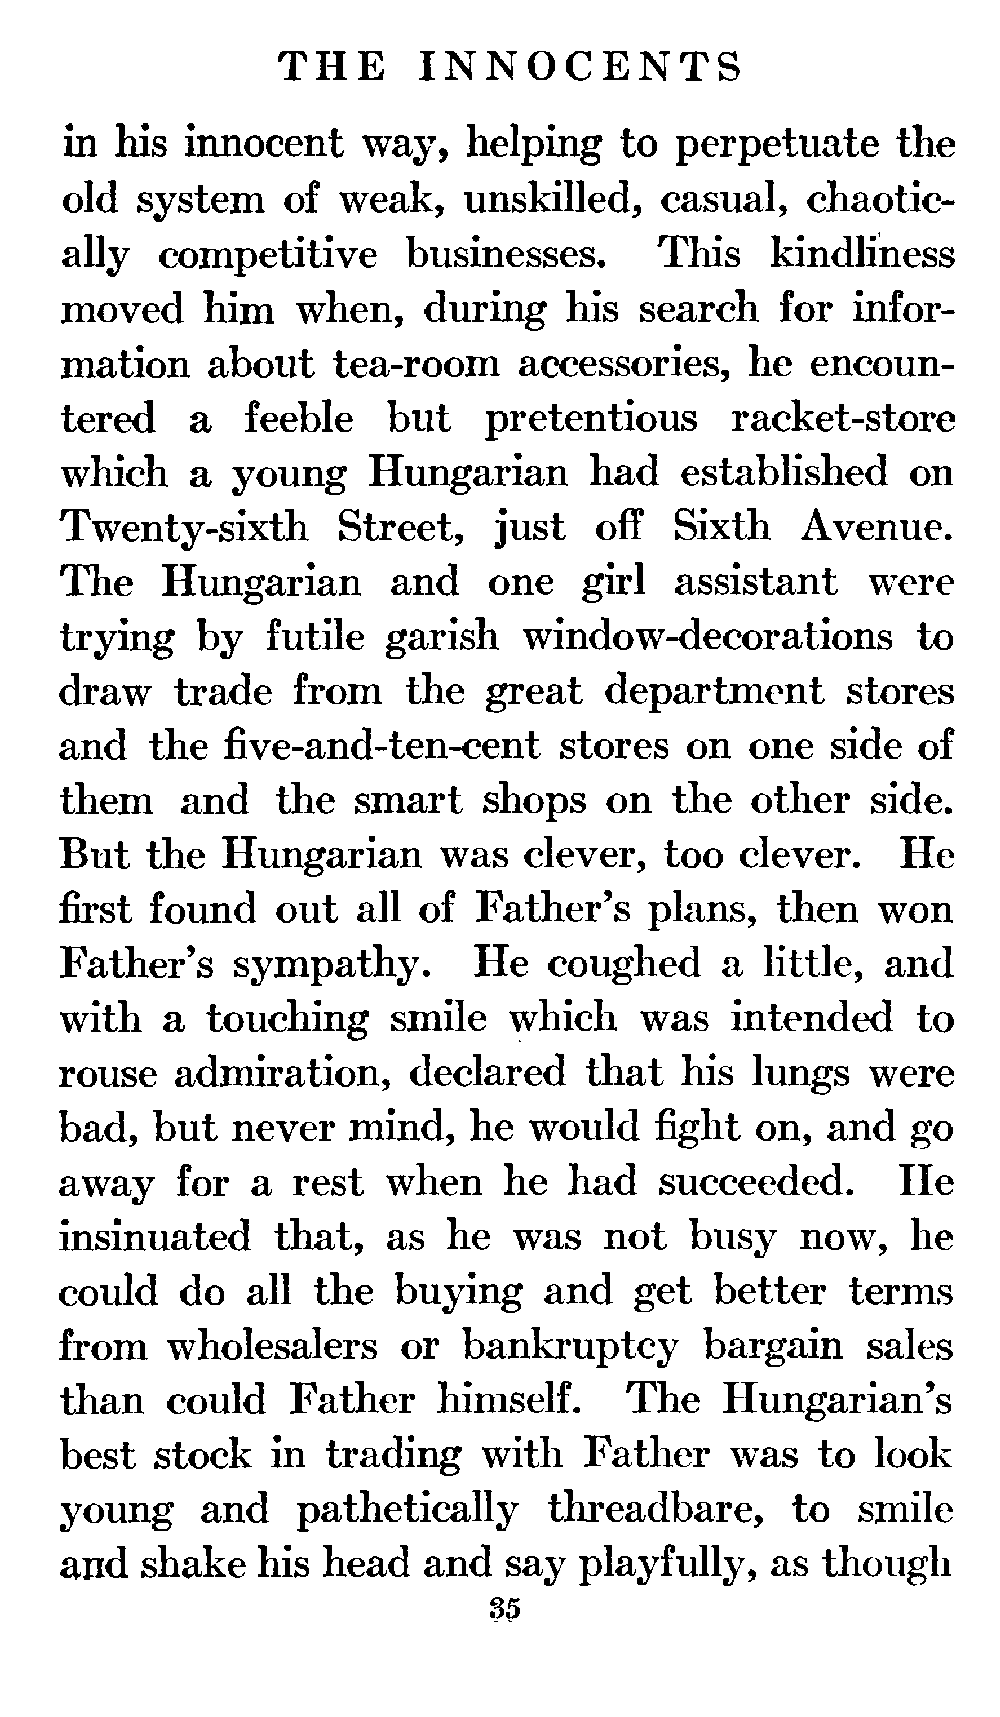 THE INNOCENTS
in his innocent way, helping to perpetuate the
old system of weak, unskilled, casual, chaotic-
ally competitive businesses. This kindliness
moved him when, during his search for infor-
mation about tea-room accessories, he encoun-
tered a feeble but pretentious racket-store
which a young Hungarian had established on
Twenty-sixth Street, just off Sixth Avenue.
The Hungarian and one girl assistant were
trying by futile garish window-decorations to
draw trade from the great department stores
and the five-and-ten-cent stores on one side of
them and the smart shops on the other side.
But the Hungarian was clever, too clever. He
first found out all of Father's plans, then won
Father's sympathy. He coughed a little, and
with a touching smile which was intended to
rouse admiration, declared that his lungs were
bad, but never mind, he would fight on, and go
away for a rest when he had succeeded. He
insinuated that, as he was not busy now, he
could do all the buying and get better terms
from wholesalers or bankruptcy bargain sales
than could Father himself. The Hungarian's
best stock in trading with Father was to look
young and pathetically threadbare, to smile
and shake his head and say playfully, as though
35